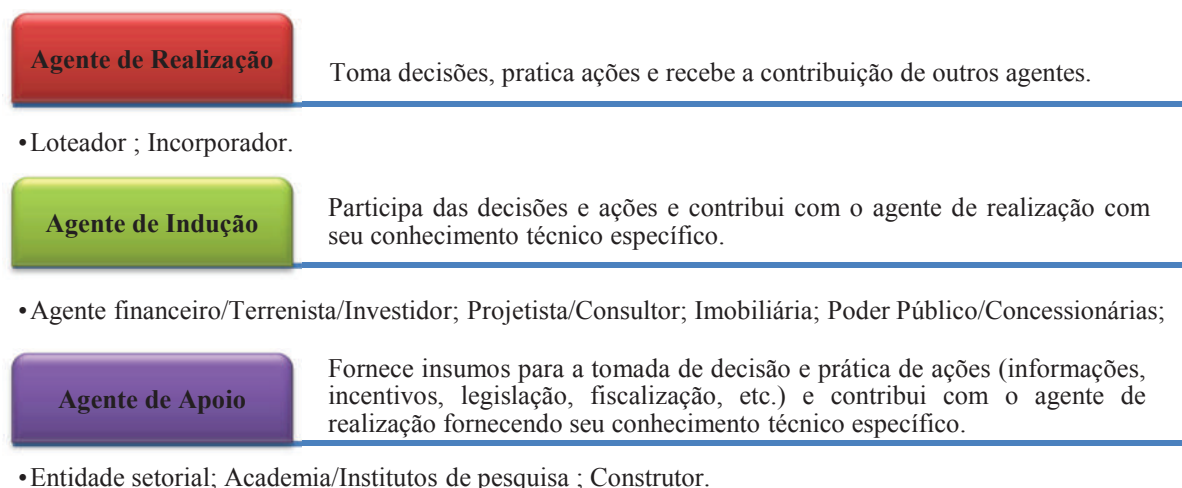 Agente de Realização
Toma decisões, pratica ações e recebe a contribuição de outros agentes.
•Loteador ; Incorporador.
Agente de Indução
Participa das decisões e ações e contribui com o agente de realização com
seu conhecimento técnico específico.
•Agente financeiro/Terrenista/Investidor; Projetista/Consultor; Imobiliária; Poder Público/Concessionárias;
Agente de Apoio
Fornece insumos para a tomada de decisão e prática de ações (informações,
incentivos, legislação, fiscalização, etc.) e contribui com o agente de
realização fornecendo seu conhecimento técnico específico.
•Entidade setorial; Academia/Institutos de pesquisa ; Construtor.